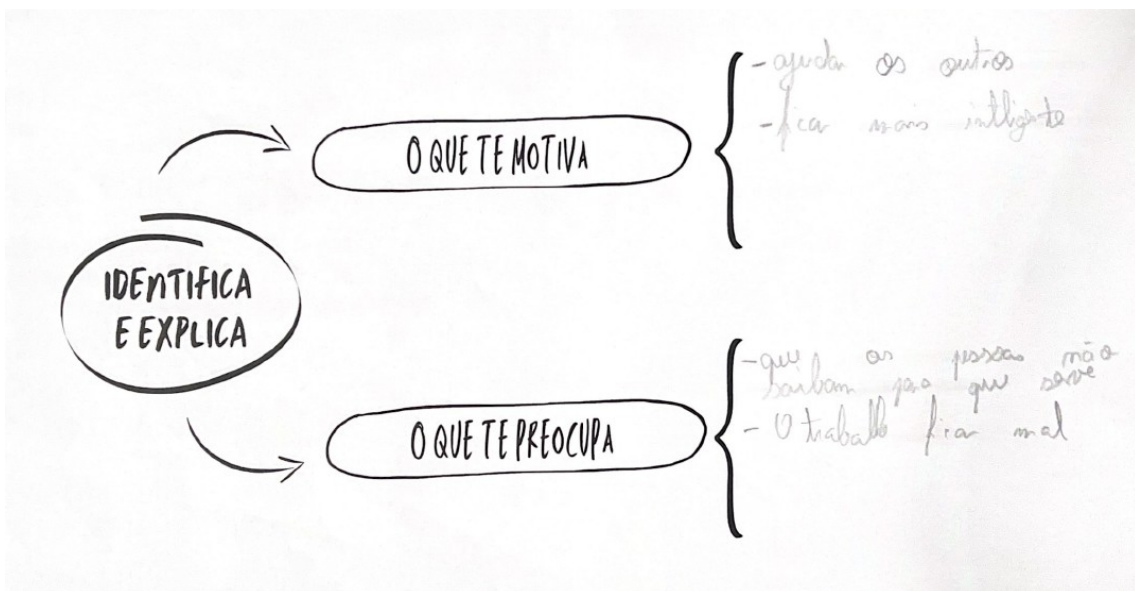 - ajudar os outros
- ficar mais intligente
O QUE TE MOTIVA
IDENTIFICA
E EXPLICA
- que as pessoas não
saibam para que serve
- O trabalho ficar mal
O QUE TE PREOCUPA